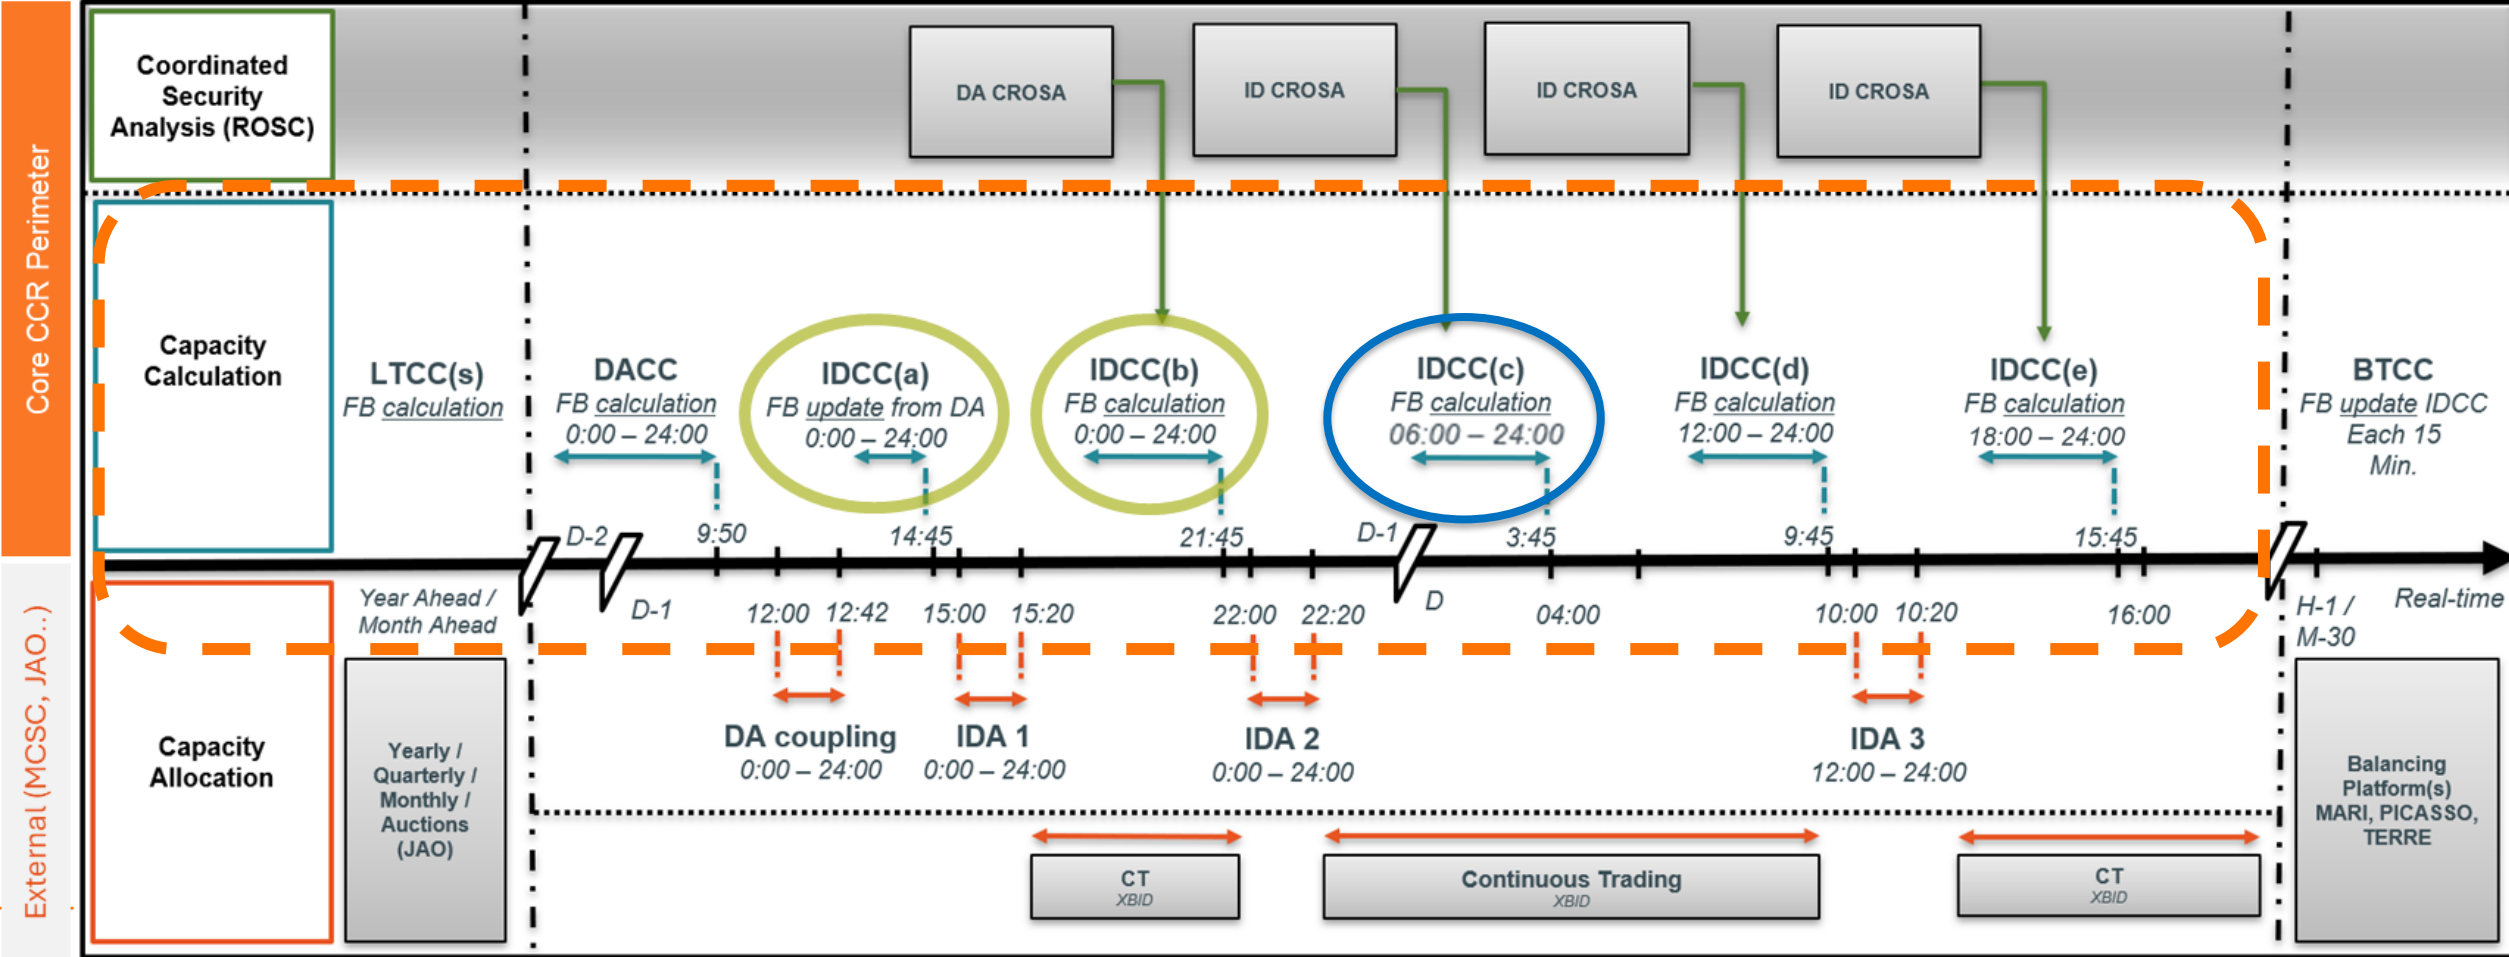 Core CCR Perimeter
External (MCSC, JAO..)
Coordinated
Security
Analysis (ROSC)
DA CROSA
ID CROSA
ID CROSA
ID CROSA
Capacity
Calculation
LTCC(s)
FB calculation
DACC
FB calculation
0:00 – 24:00
IDCC(a)
FB update from DA
0:00 – 24:00
IDCC(b)
FB calculation
0:00 – 24:00
IDCC(c)
FB calculation
06:00 – 24:00
IDCC(d)
FB calculation
12:00 – 24:00
IDCC(e)
FB calculation
18:00 – 24:00
BTCC
FB update IDCC
Each 15
Min.
D-2
9:50
14:45
21:45
D-1
3:45
9:45
15:45
Year Ahead /
Month Ahead
D-1
12:00
12:42
15:00
15:20
22:00
22:20
D
04:00
10:00
10:20
16:00
H-1 /
M-30
Real-time
Capacity
Allocation
Yearly /
Quarterly /
Monthly /
Auctions
(JAO)
DA coupling
0:00 – 24:00
IDA 1
0:00 – 24:00
IDA 2
0:00 – 24:00
IDA 3
12:00 – 24:00
CT
XBID
Continuous Trading
XBID
CT
XBID
Balancing
Platform(s)
MARI, PICASSO,
TERRE